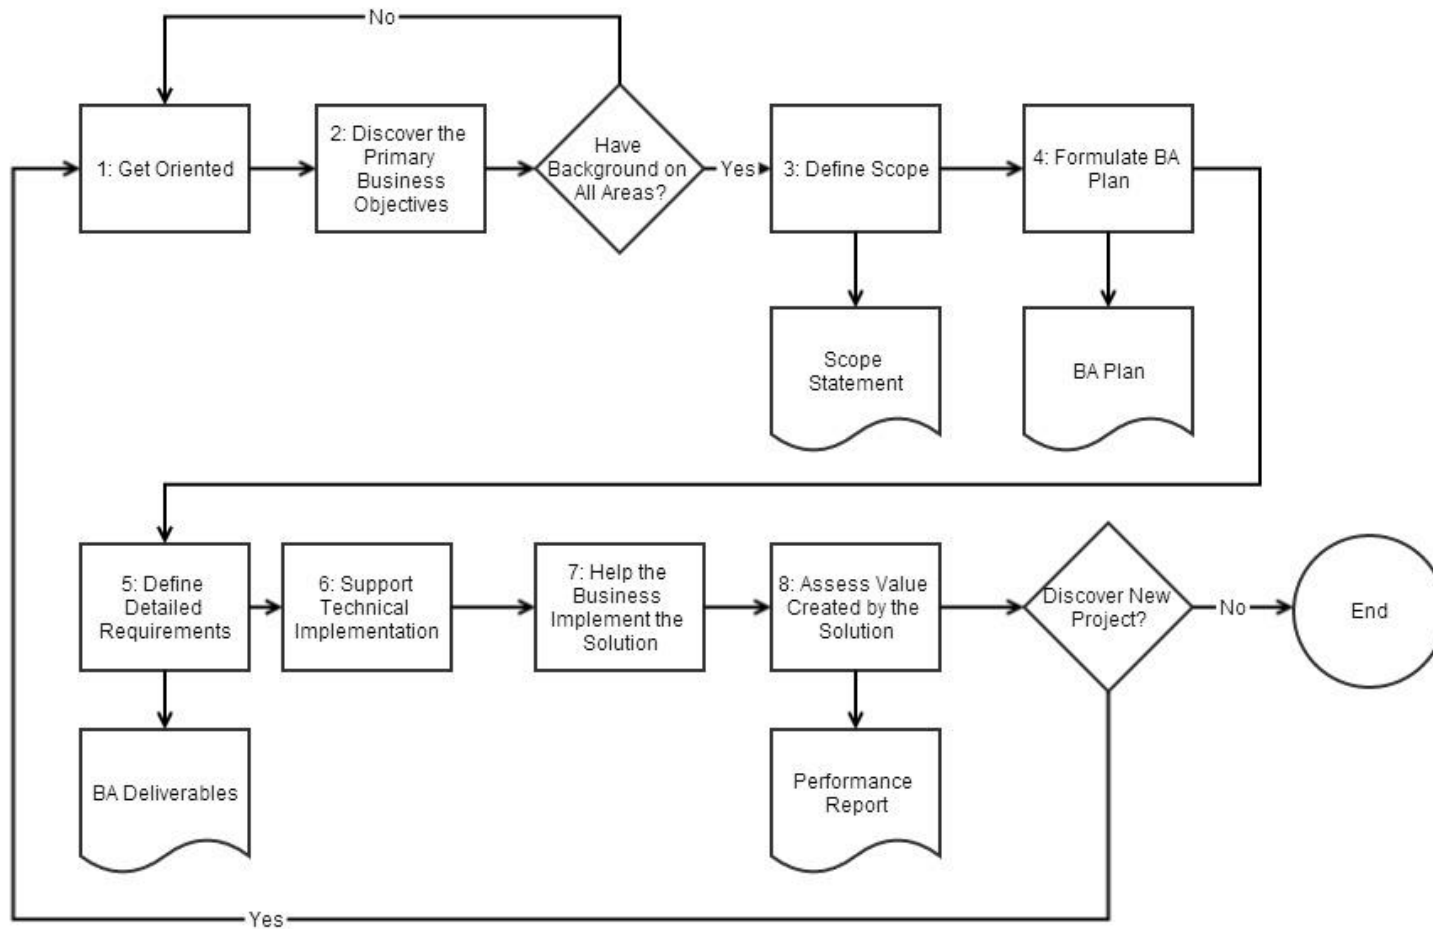 No
1: Get Oriented
2: Discover the
Primary
Business
Objectives
Have
Background on
All Areas?
Yes
3: Define Scope
4: Formulate BA
Plan
Scope
Statement
BA Plan
5: Define
Detailed
Requirements
6: Support
Technical
Implementation
7: Help the
Business
Implement the
Solution
8: Assess Value
Created by the
Solution
Discover New
Project?
No
End
BA Deliverables
Performance
Report
Yes